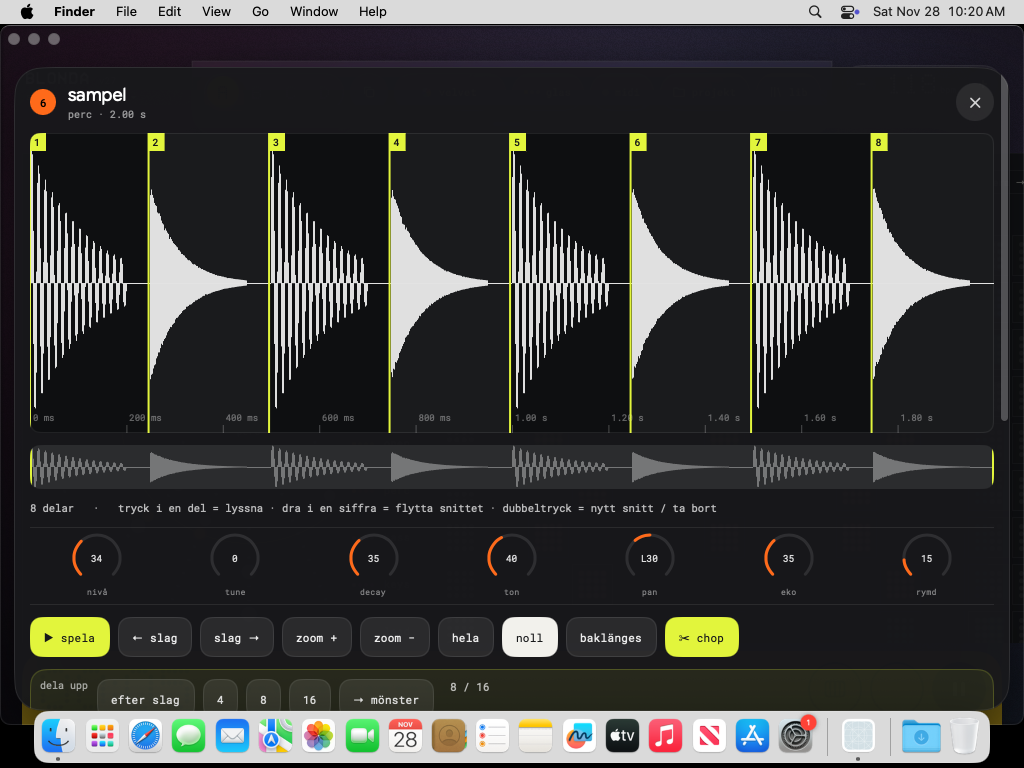 Finder File Edit View Go Window Help Sat Nov 28 10:20 AM
6 sampel
perc · 2.00 s
1 2 3 4 5 6 7 8
0 ms 200 ms 400 ms 600 ms 800 ms 1.00 s 1.20 s 1.40 s 1.60 s 1.80 s
8 delar · tryck i en del = lyssna · dra i en siffra = flytta snittet · dubbeltryck = nytt snitt / ta bort
34 0 35 40 L30 35 15
nivå tune decay ton pan eko rymd
▶ spela ← slag slag → zoom + zoom - hela noll baklänges ✂ chop
dela upp efter slag 4 8 16 → mönster 8 / 16
NOV
28
tv
1